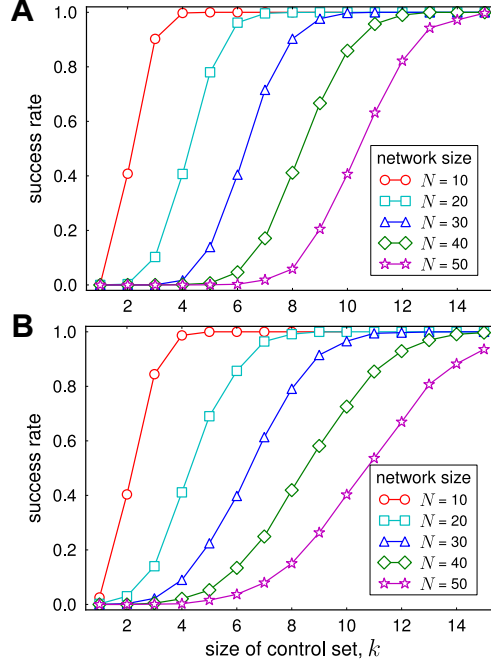 A
success rate
1.0
0.8
0.6
0.4
0.2
0.0
network size
N = 10
N = 20
N = 30
N = 40
N = 50
2 4 6 8 10 12 14
B
success rate
1.0
0.8
0.6
0.4
0.2
0.0
network size
N = 10
N = 20
N = 30
N = 40
N = 50
2 4 6 8 10 12 14
size of control set, k